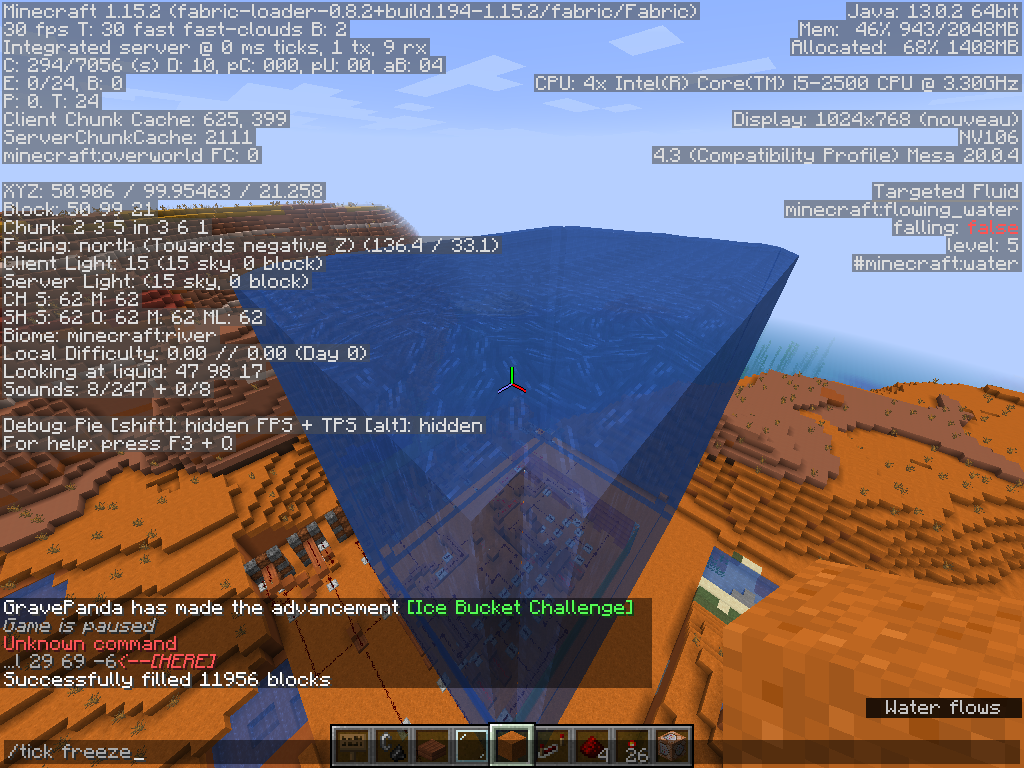 Minecraft 1.15.2 (fabric-loader-0.8.2+build.194-1.15.2/fabric/Fabric)
30 fps T: 30 fast fast-clouds B: 2
Integrated server @ 0 ms ticks, 1 tx, 9 rx
C: 294/7056 (s) D: 10, pC: 000, pU: 00, aB: 04
E: 0/24, B: 0
P: 0. T: 24
Client Chunk Cache: 625, 399
ServerChunkCache: 2111
minecraft:overworld FC: 0
XYZ: 50.906 / 99.95463 / 21.258
Block: 50 99 21
Chunk: 2 3 5 in 3 6 1
Facing: north (Towards negative Z) (136.4 / 33.1)
Client Light: 15 (15 sky, 0 block)
Server Light: (15 sky, 0 block)
CH S: 62 M: 62
SH S: 62 O: 62 M: 62 ML: 62
Biome: minecraft:river
Local Difficulty: 0.00 // 0.00 (Day 0)
Looking at liquid: 47 98 17
Sounds: 8/247 + 0/8
Debug: Pie [shift]: hidden FPS + TPS [alt]: hidden
For help: press F3 + Q
Java: 13.0.2 64bit
Mem: 46% 943/2048MB
Allocated: 68% 1408MB
CPU: 4x Intel(R) Core(TM) i5-2500 CPU @ 3.30GHz
Display: 1024x768 (nouveau)
NV106
4.3 (Compatibility Profile) Mesa 20.0.4
Targeted Fluid
minecraft:flowing_water
falling: false
level: 5
#minecraft:water
GravePanda has made the advancement [Ice Bucket Challenge]
Game is paused
Unknown command
...l 29 69 -6<--[HERE]
Successfully filled 11956 blocks
Water flows
4
26
/tick freeze_